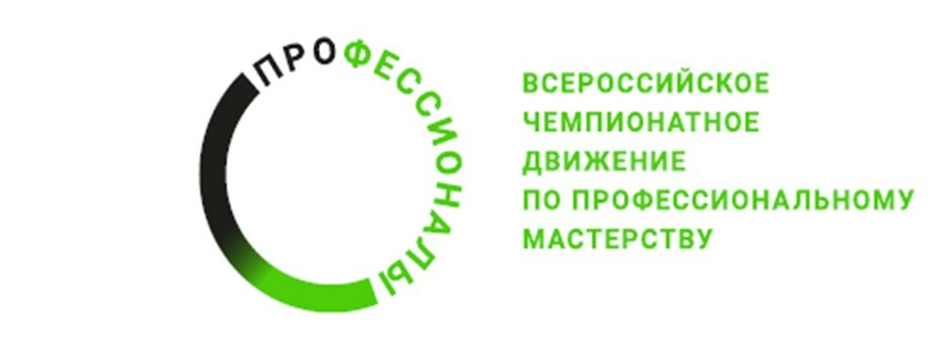 ПРОФЕССИОНАЛЫ
ВСЕРОССИЙСКОЕ
ЧЕМПИОНАТНОЕ
ДВИЖЕНИЕ
ПО ПРОФЕССИОНАЛЬНОМУ
МАСТЕРСТВУ